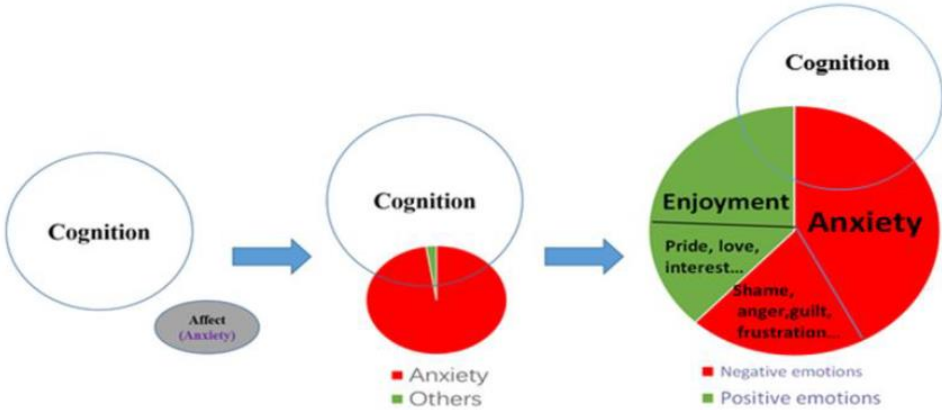 Cognition
Affect
(Anxiety)
Cognition
Anxiety
Others
Cognition
Enjoyment
Anxiety
Pride, love,
interest...
Shame,
anger,guilt,
frustration...
Negative emotions
Positive emotions